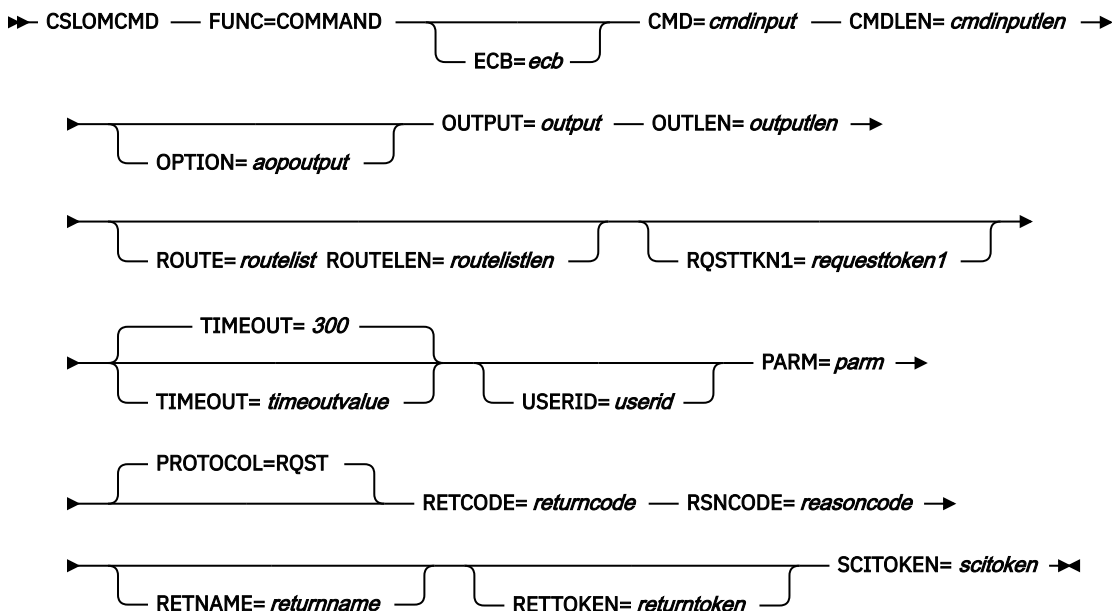 CSLOMCMD FUNC=COMMAND CMD= cmdinput CMDLEN= cmdinputlen
ECB= ecb
OUTPUT= output OUTLEN= outputlen
OPTION= aopoutput
ROUTE= routelist ROUTELEN= routelistlen RQSTTKN1= requesttoken1
TIMEOUT= 300
PARM= parm
TIMEOUT= timeoutvalue USERID= userid
PROTOCOL=RQST
RETCODE= returncode RSNCODE= reasoncode
SCITOKEN= scitoken
RETNAME= returnname RETTOKEN= returntoken